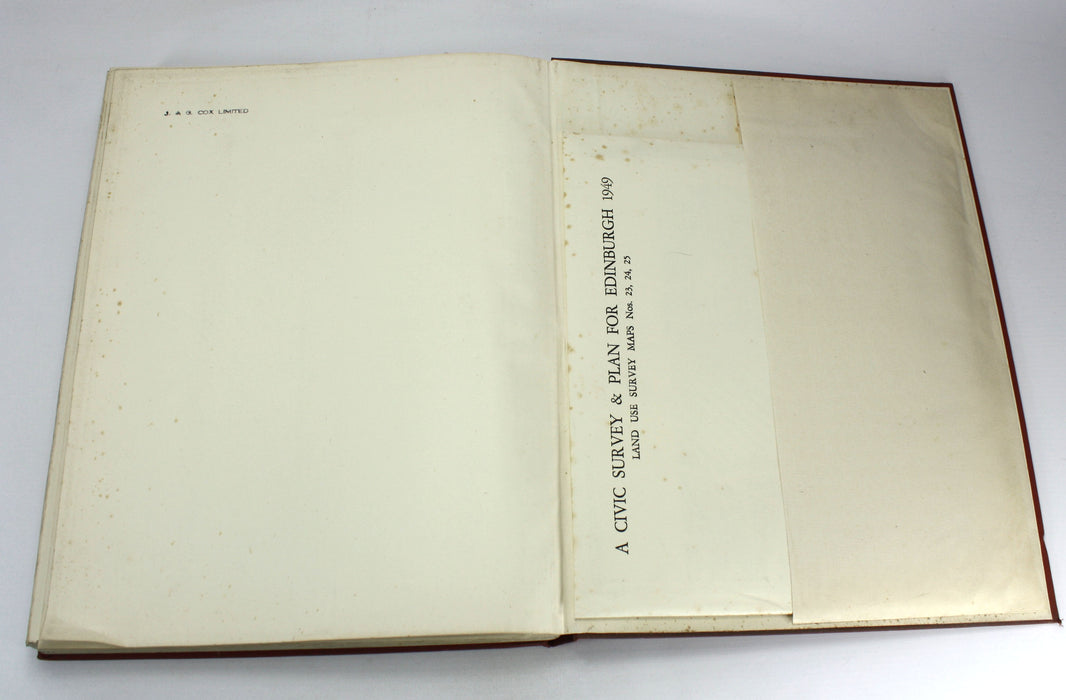 J. & G. COX LIMITED
A CIVIC SURVEY & PLAN FOR EDINBURGH 1949
LAND USE SURVEY MAPS Nos. 23, 24, 25